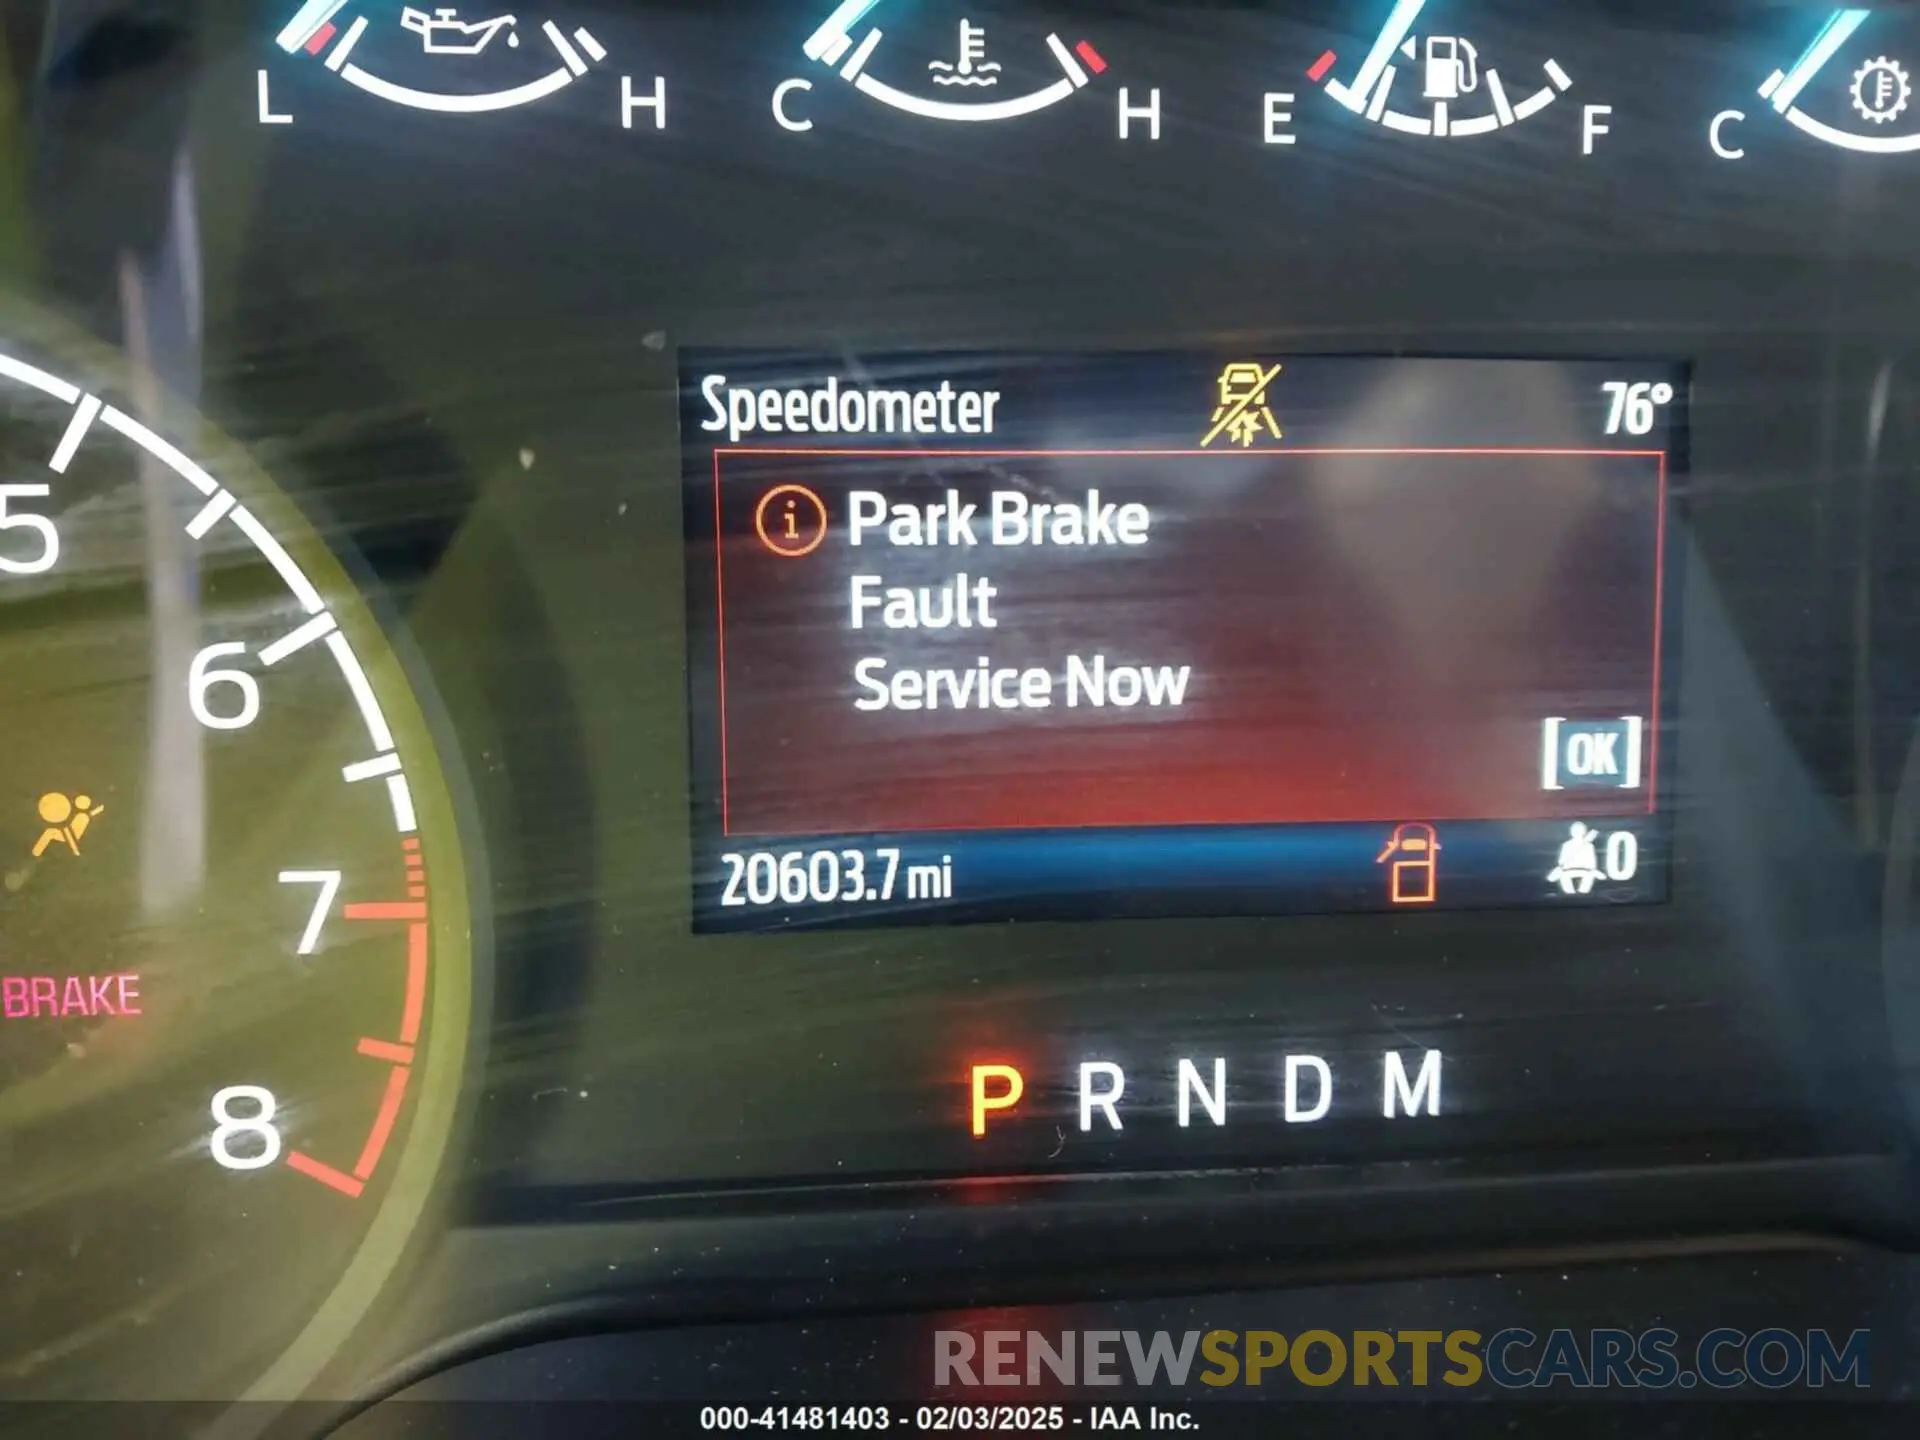 L H C H E F C
Speedometer 76°
i Park Brake
Fault
Service Now
[OK]
20603.7 mi 0
5
6
7
BRAKE
8
P R N D M
RENEWSPORTSCARS.COM
000-41481403 - 02/03/2025 - IAA Inc.